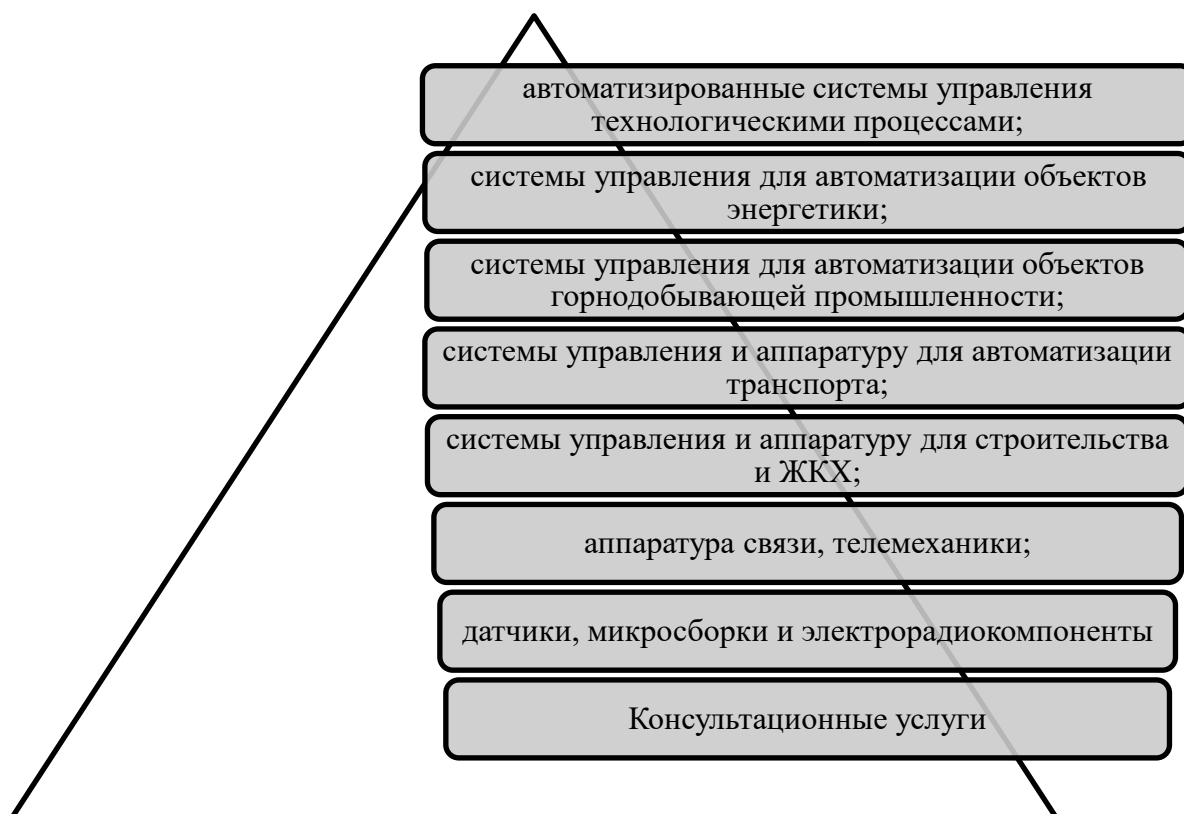 автоматизированные системы управления
технологическими процессами;
системы управления для автоматизации объектов
энергетики;
системы управления для автоматизации объектов
горнодобывающей промышленности;
системы управления и аппаратуру для автоматизации
транспорта;
системы управления и аппаратуру для строительства
и ЖКХ;
аппаратура связи, телемеханики;
датчики, микросборки и электрорадиокомпоненты
Консультационные услуги